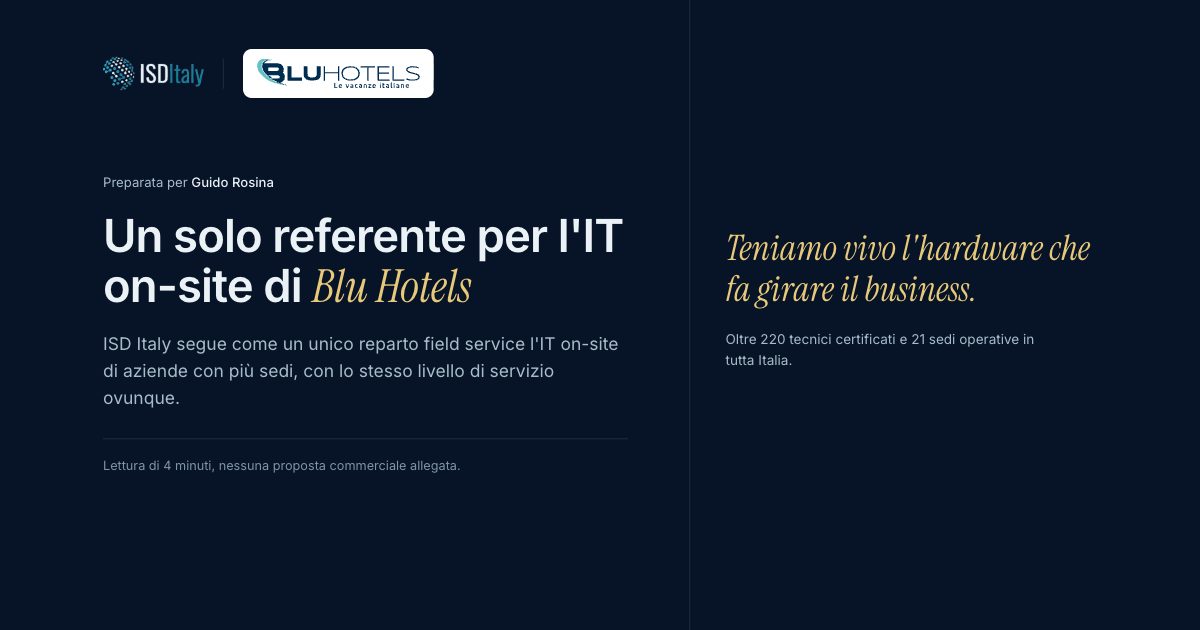 ISDItaly
BLUHOTELS
Le vacanze italiane
Preparata per Guido Rosina
Un solo referente per l'IT
on-site di Blu Hotels
ISD Italy segue come un unico reparto field service l'IT on-site
di aziende con più sedi, con lo stesso livello di servizio
ovunque.
Lettura di 4 minuti, nessuna proposta commerciale allegata.
Teniamo vivo l'hardware che
fa girare il business.
Oltre 220 tecnici certificati e 21 sedi operative in
tutta Italia.